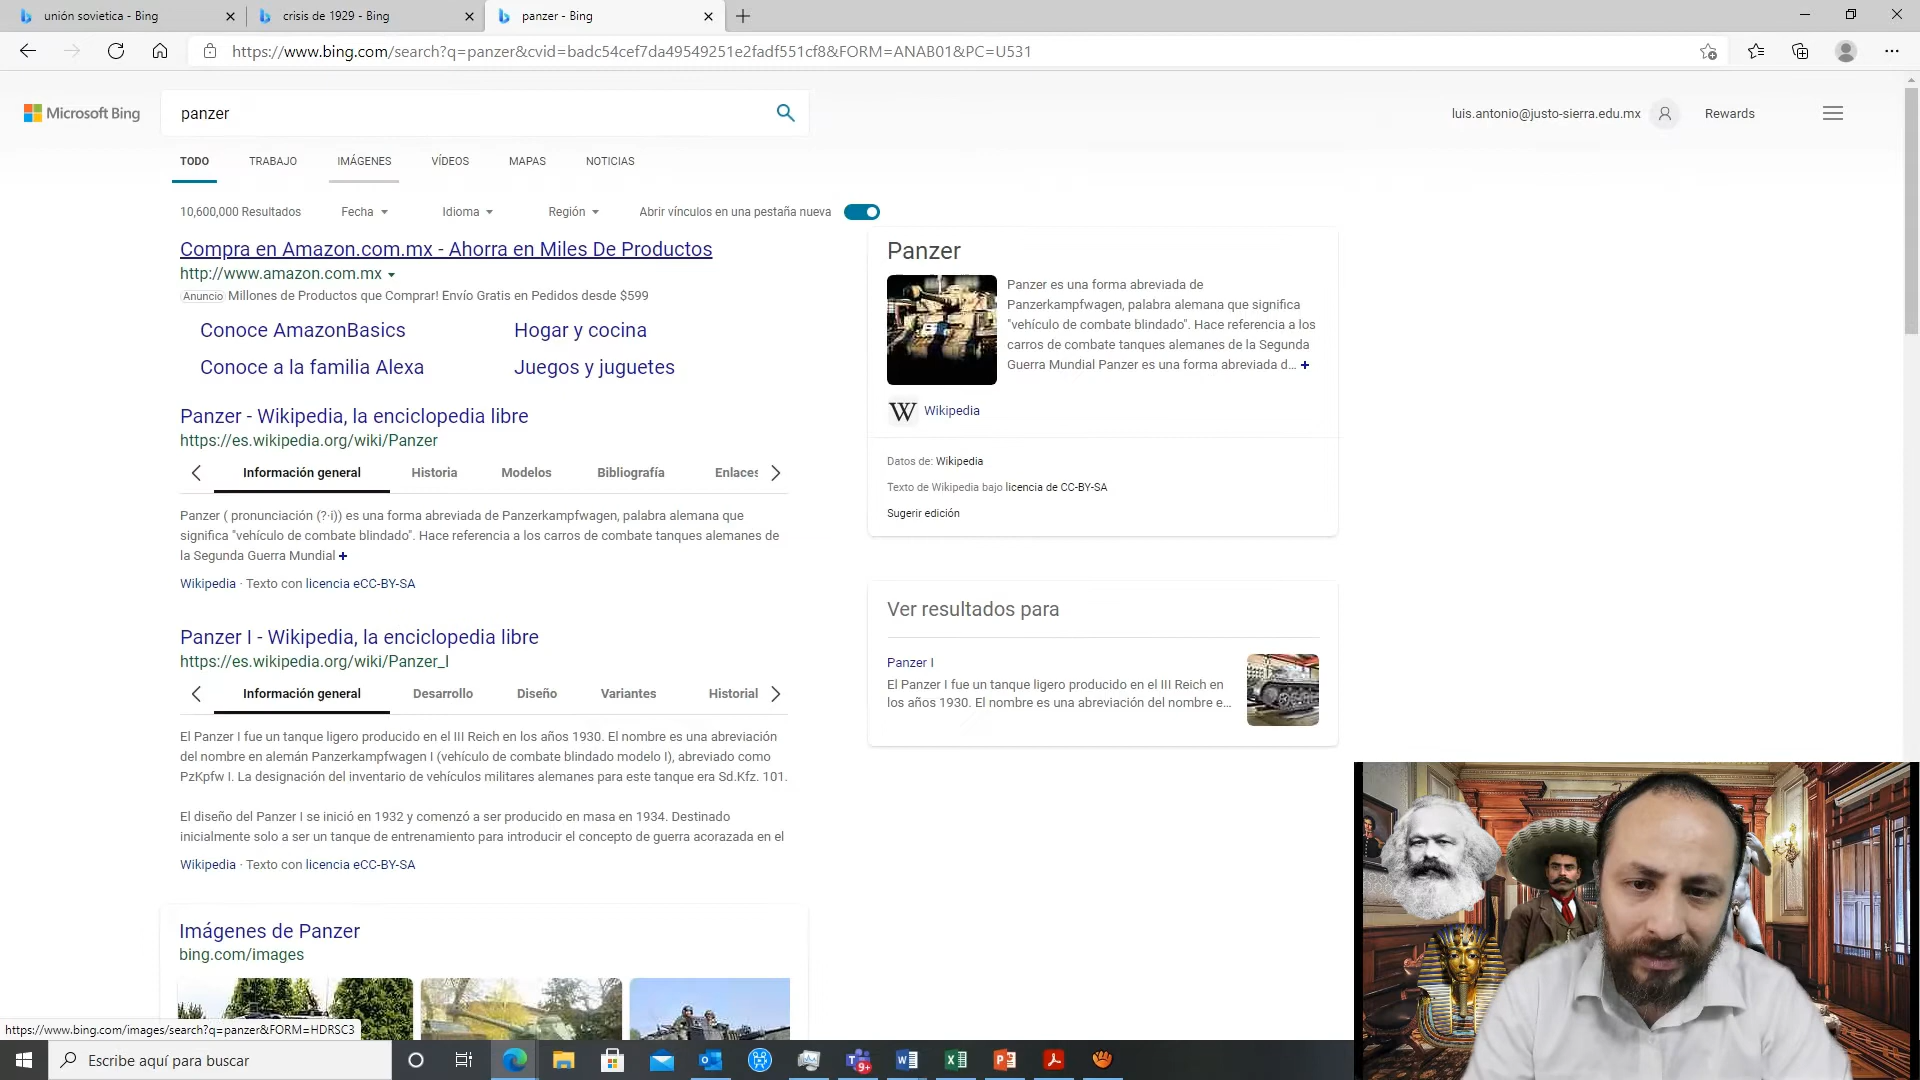 unión sovietica - Bing
crisis de 1929 - Bing
panzer - Bing
https://www.bing.com/search?q=panzer&cvid=badc54cef7da49549251e2fadf551cf8&FORM=ANAB01&PC=U531
Microsoft Bing
panzer
luis.antonio@justo-sierra.edu.mx
Rewards
TODO
TRABAJO
IMÁGENES
VÍDEOS
MAPAS
NOTICIAS
10,600,000 Resultados
Fecha
Idioma
Región
Abrir vínculos en una pestaña nueva
Compra en Amazon.com.mx - Ahorra en Miles De Productos
http://www.amazon.com.mx
Anuncio Millones de Productos que Comprar! Envío Gratis en Pedidos desde $599
Conoce AmazonBasics
Hogar y cocina
Conoce a la familia Alexa
Juegos y juguetes
Panzer - Wikipedia, la enciclopedia libre
https://es.wikipedia.org/wiki/Panzer
Información general
Historia
Modelos
Bibliografía
Enlaces
Panzer ( pronunciación (?·i)) es una forma abreviada de Panzerkampfwagen, palabra alemana que
significa "vehículo de combate blindado". Hace referencia a los carros de combate tanques alemanes de
la Segunda Guerra Mundial +
Wikipedia · Texto con licencia eCC-BY-SA
Panzer I - Wikipedia, la enciclopedia libre
https://es.wikipedia.org/wiki/Panzer_I
Información general
Desarrollo
Diseño
Variantes
Historial
El Panzer I fue un tanque ligero producido en el III Reich en los años 1930. El nombre es una abreviación
del nombre en alemán Panzerkampfwagen I (vehículo de combate blindado modelo I), abreviado como
PzKpfw I. La designación del inventario de vehículos militares alemanes para este tanque era Sd.Kfz. 101.
El diseño del Panzer I se inició en 1932 y comenzó a ser producido en masa en 1934. Destinado
inicialmente solo a ser un tanque de entrenamiento para introducir el concepto de guerra acorazada en el
Wikipedia · Texto con licencia eCC-BY-SA
Imágenes de Panzer
bing.com/images
Panzer
Panzer es una forma abreviada de
Panzerkampfwagen, palabra alemana que significa
"vehículo de combate blindado". Hace referencia a los
carros de combate tanques alemanes de la Segunda
Guerra Mundial Panzer es una forma abreviada d... +
W Wikipedia
Datos de: Wikipedia
Texto de Wikipedia bajo licencia de CC-BY-SA
Sugerir edición
Ver resultados para
Panzer I
El Panzer I fue un tanque ligero producido en el III Reich en
los años 1930. El nombre es una abreviación del nombre e...
https://www.bing.com/images/search?q=panzer&FORM=HDRSC3
Escribe aquí para buscar
9+